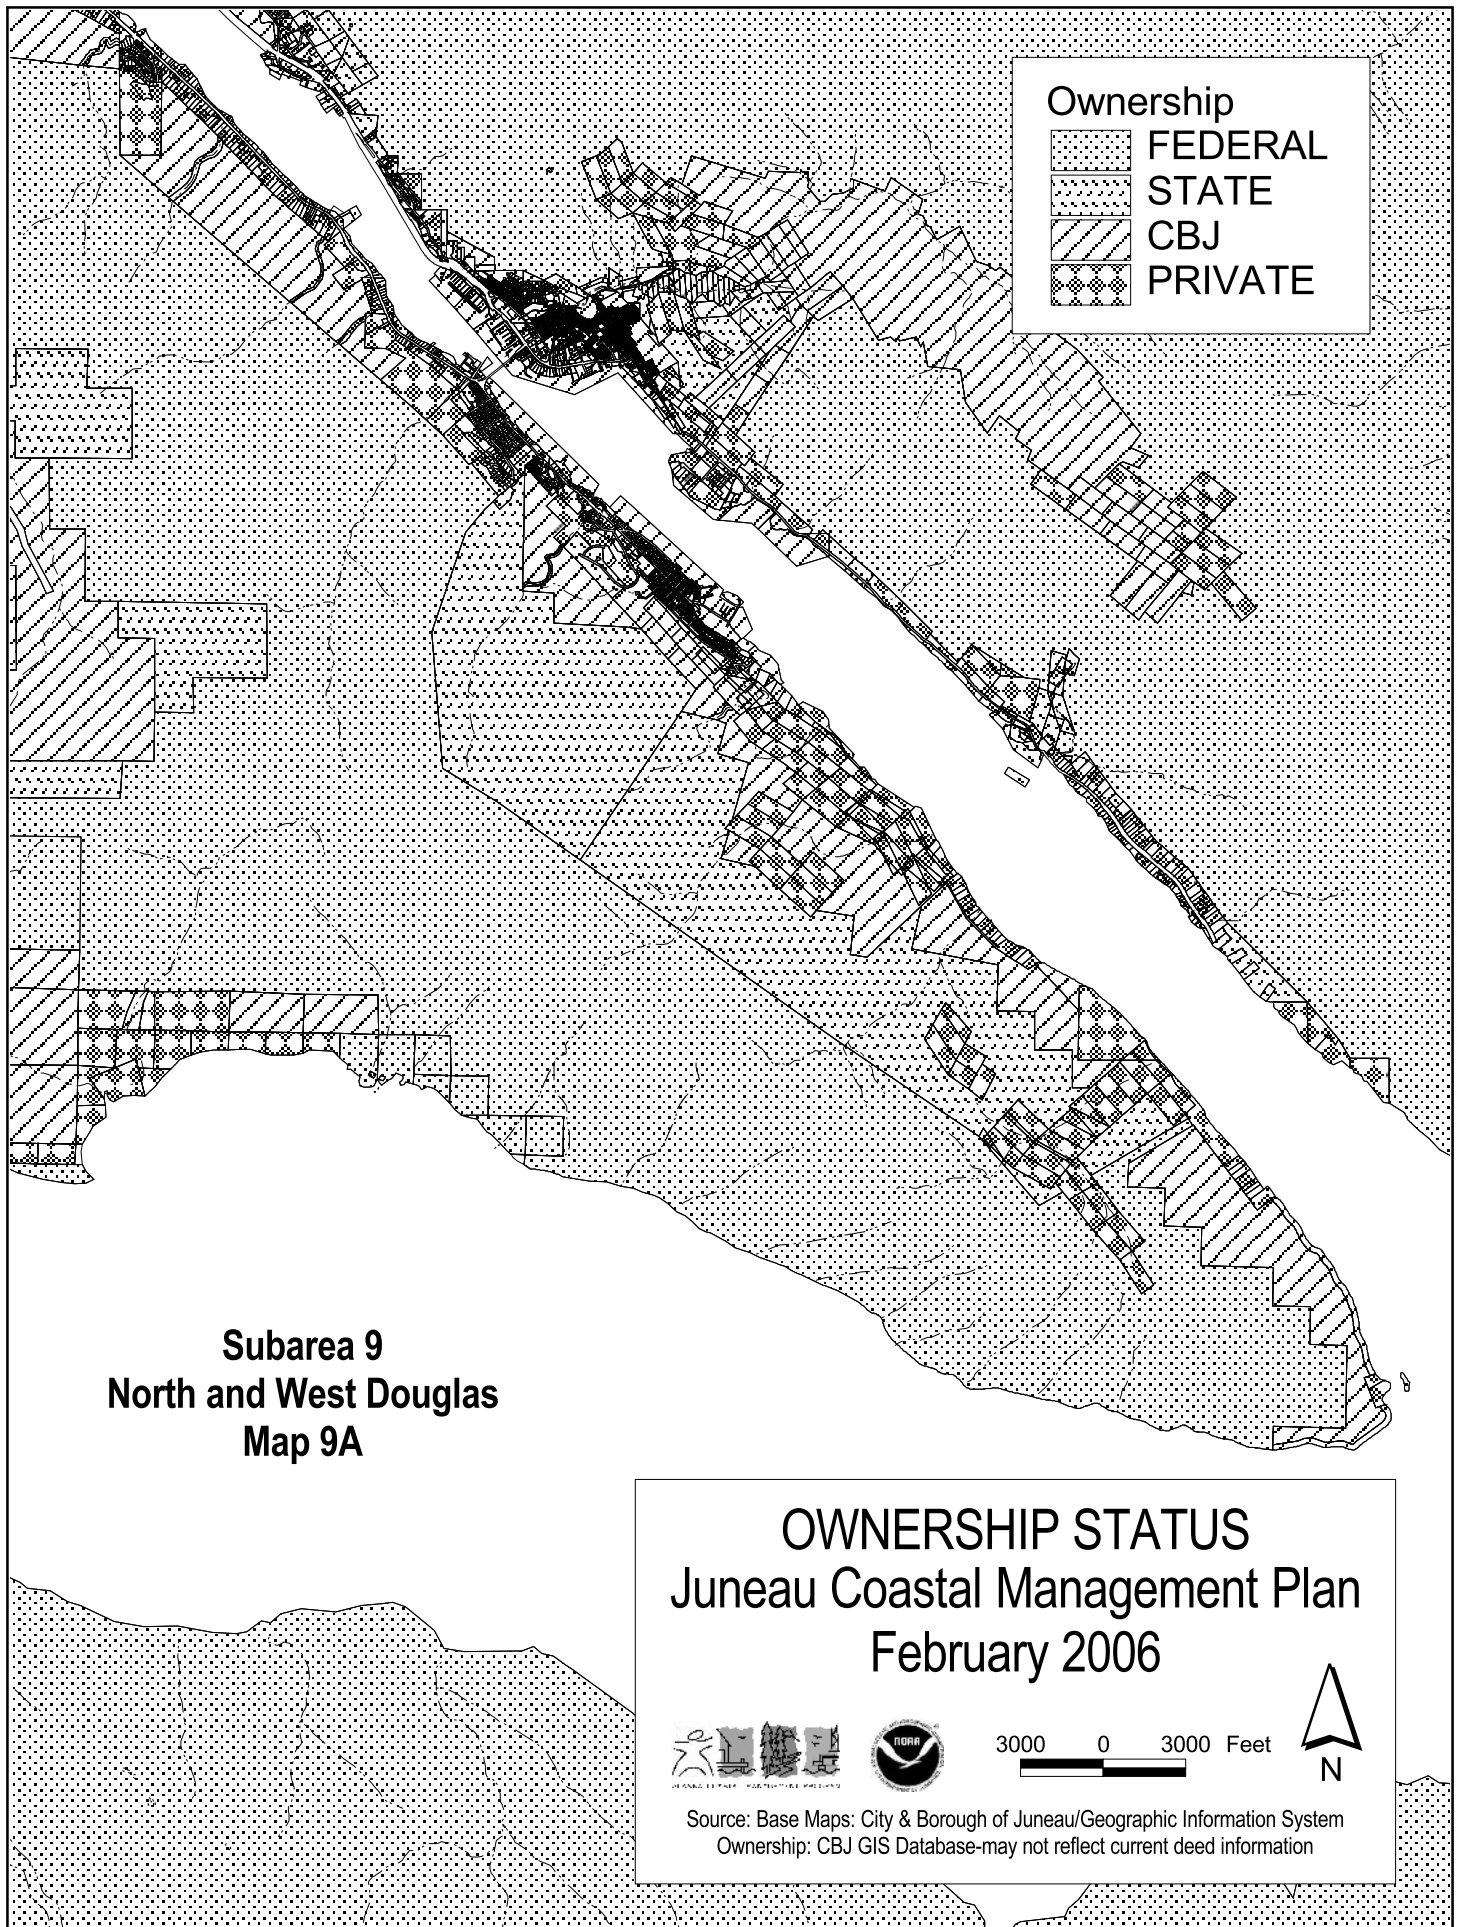 Ownership
FEDERAL
STATE
CBJ
PRIVATE
Subarea 9
North and West Douglas
Map 9A
OWNERSHIP STATUS
Juneau Coastal Management Plan
February 2006
NOAA
3000 0 3000 Feet
N
Source: Base Maps: City & Borough of Juneau/Geographic Information System
Ownership: CBJ GIS Database-may not reflect current deed information